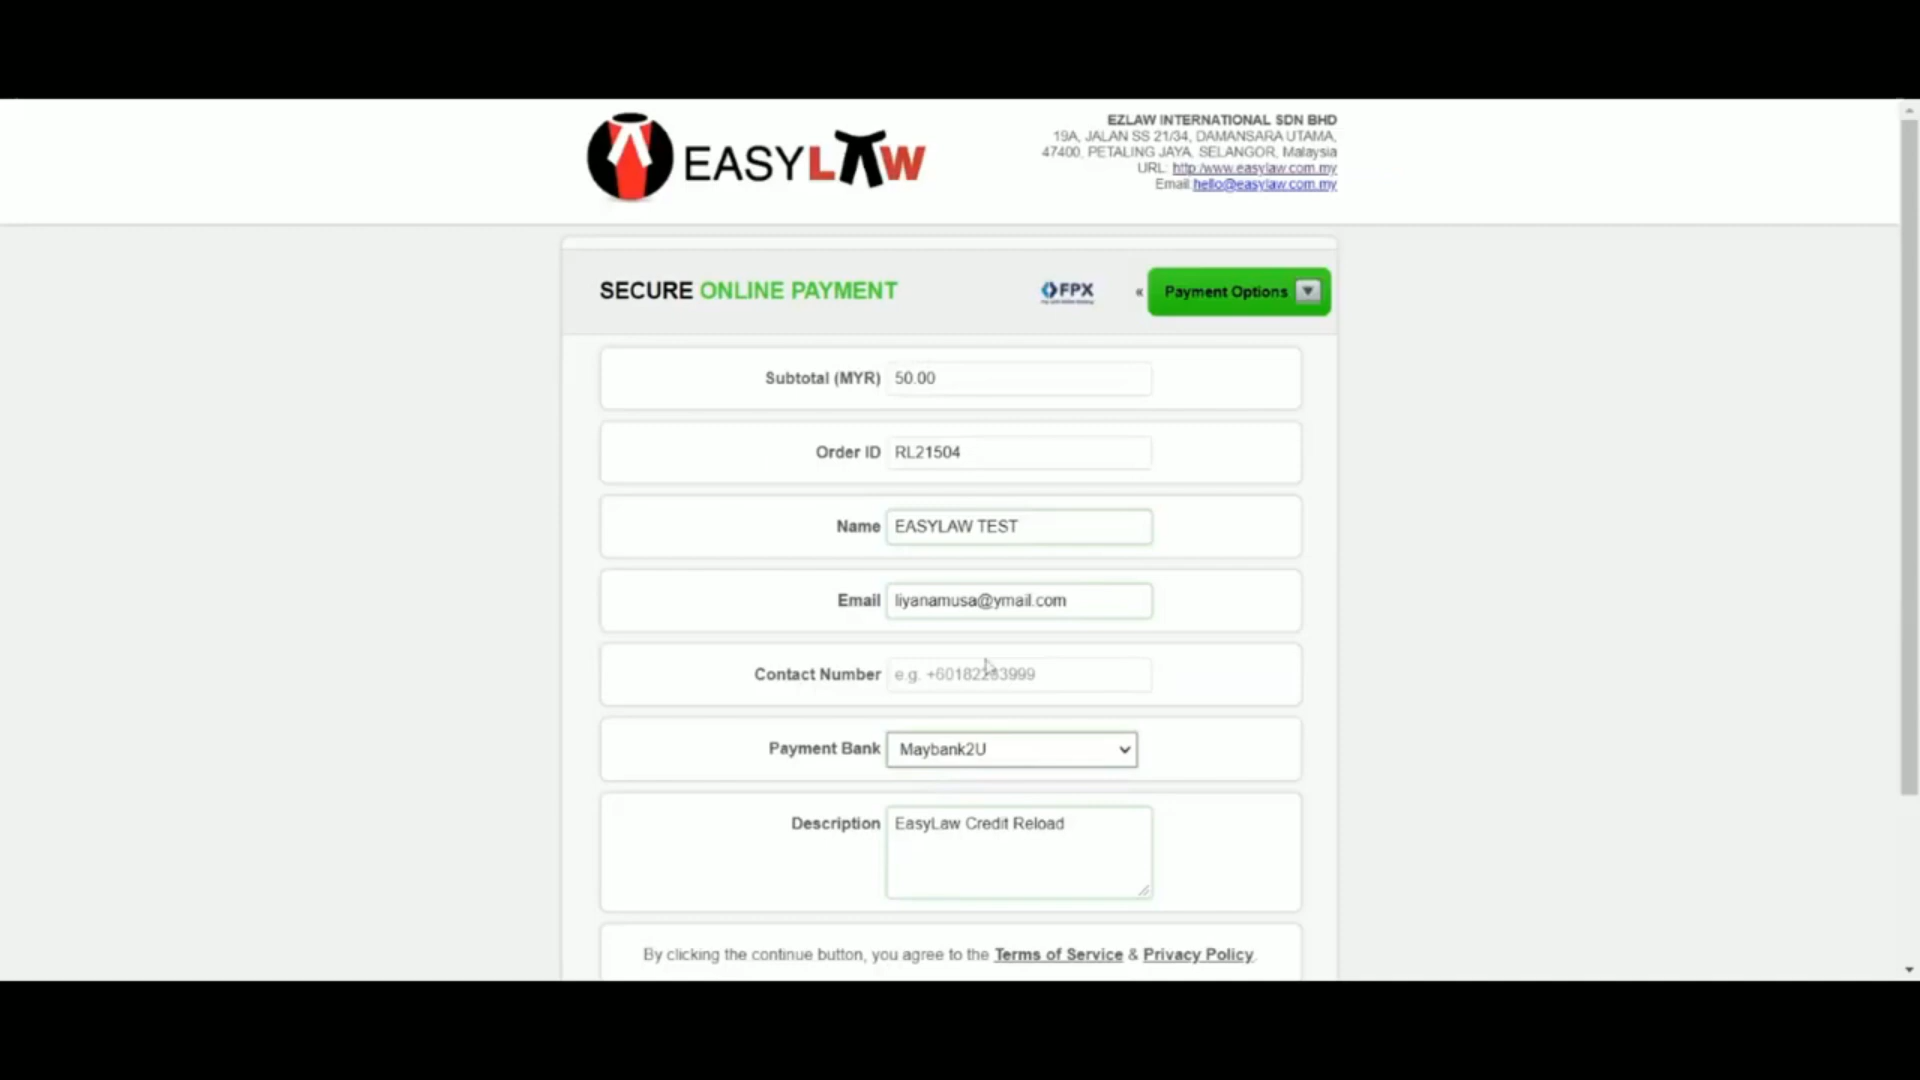 EASYLAW
EZLAW INTERNATIONAL SDN BHD
19A, JALAN SS 21/34, DAMANSARA UTAMA,
47400, PETALING JAYA, SELANGOR, Malaysia
URL: http:/www.easylaw.com.my
Email:hello@easylaw.com.my
SECURE ONLINE PAYMENT
FPX
« Payment Options
Subtotal (MYR) 50.00
Order ID RL21504
Name EASYLAW TEST
Email liyanamusa@ymail.com
Contact Number e.g. +60182283999
Payment Bank Maybank2U
Description EasyLaw Credit Reload
By clicking the continue button, you agree to the Terms of Service & Privacy Policy.